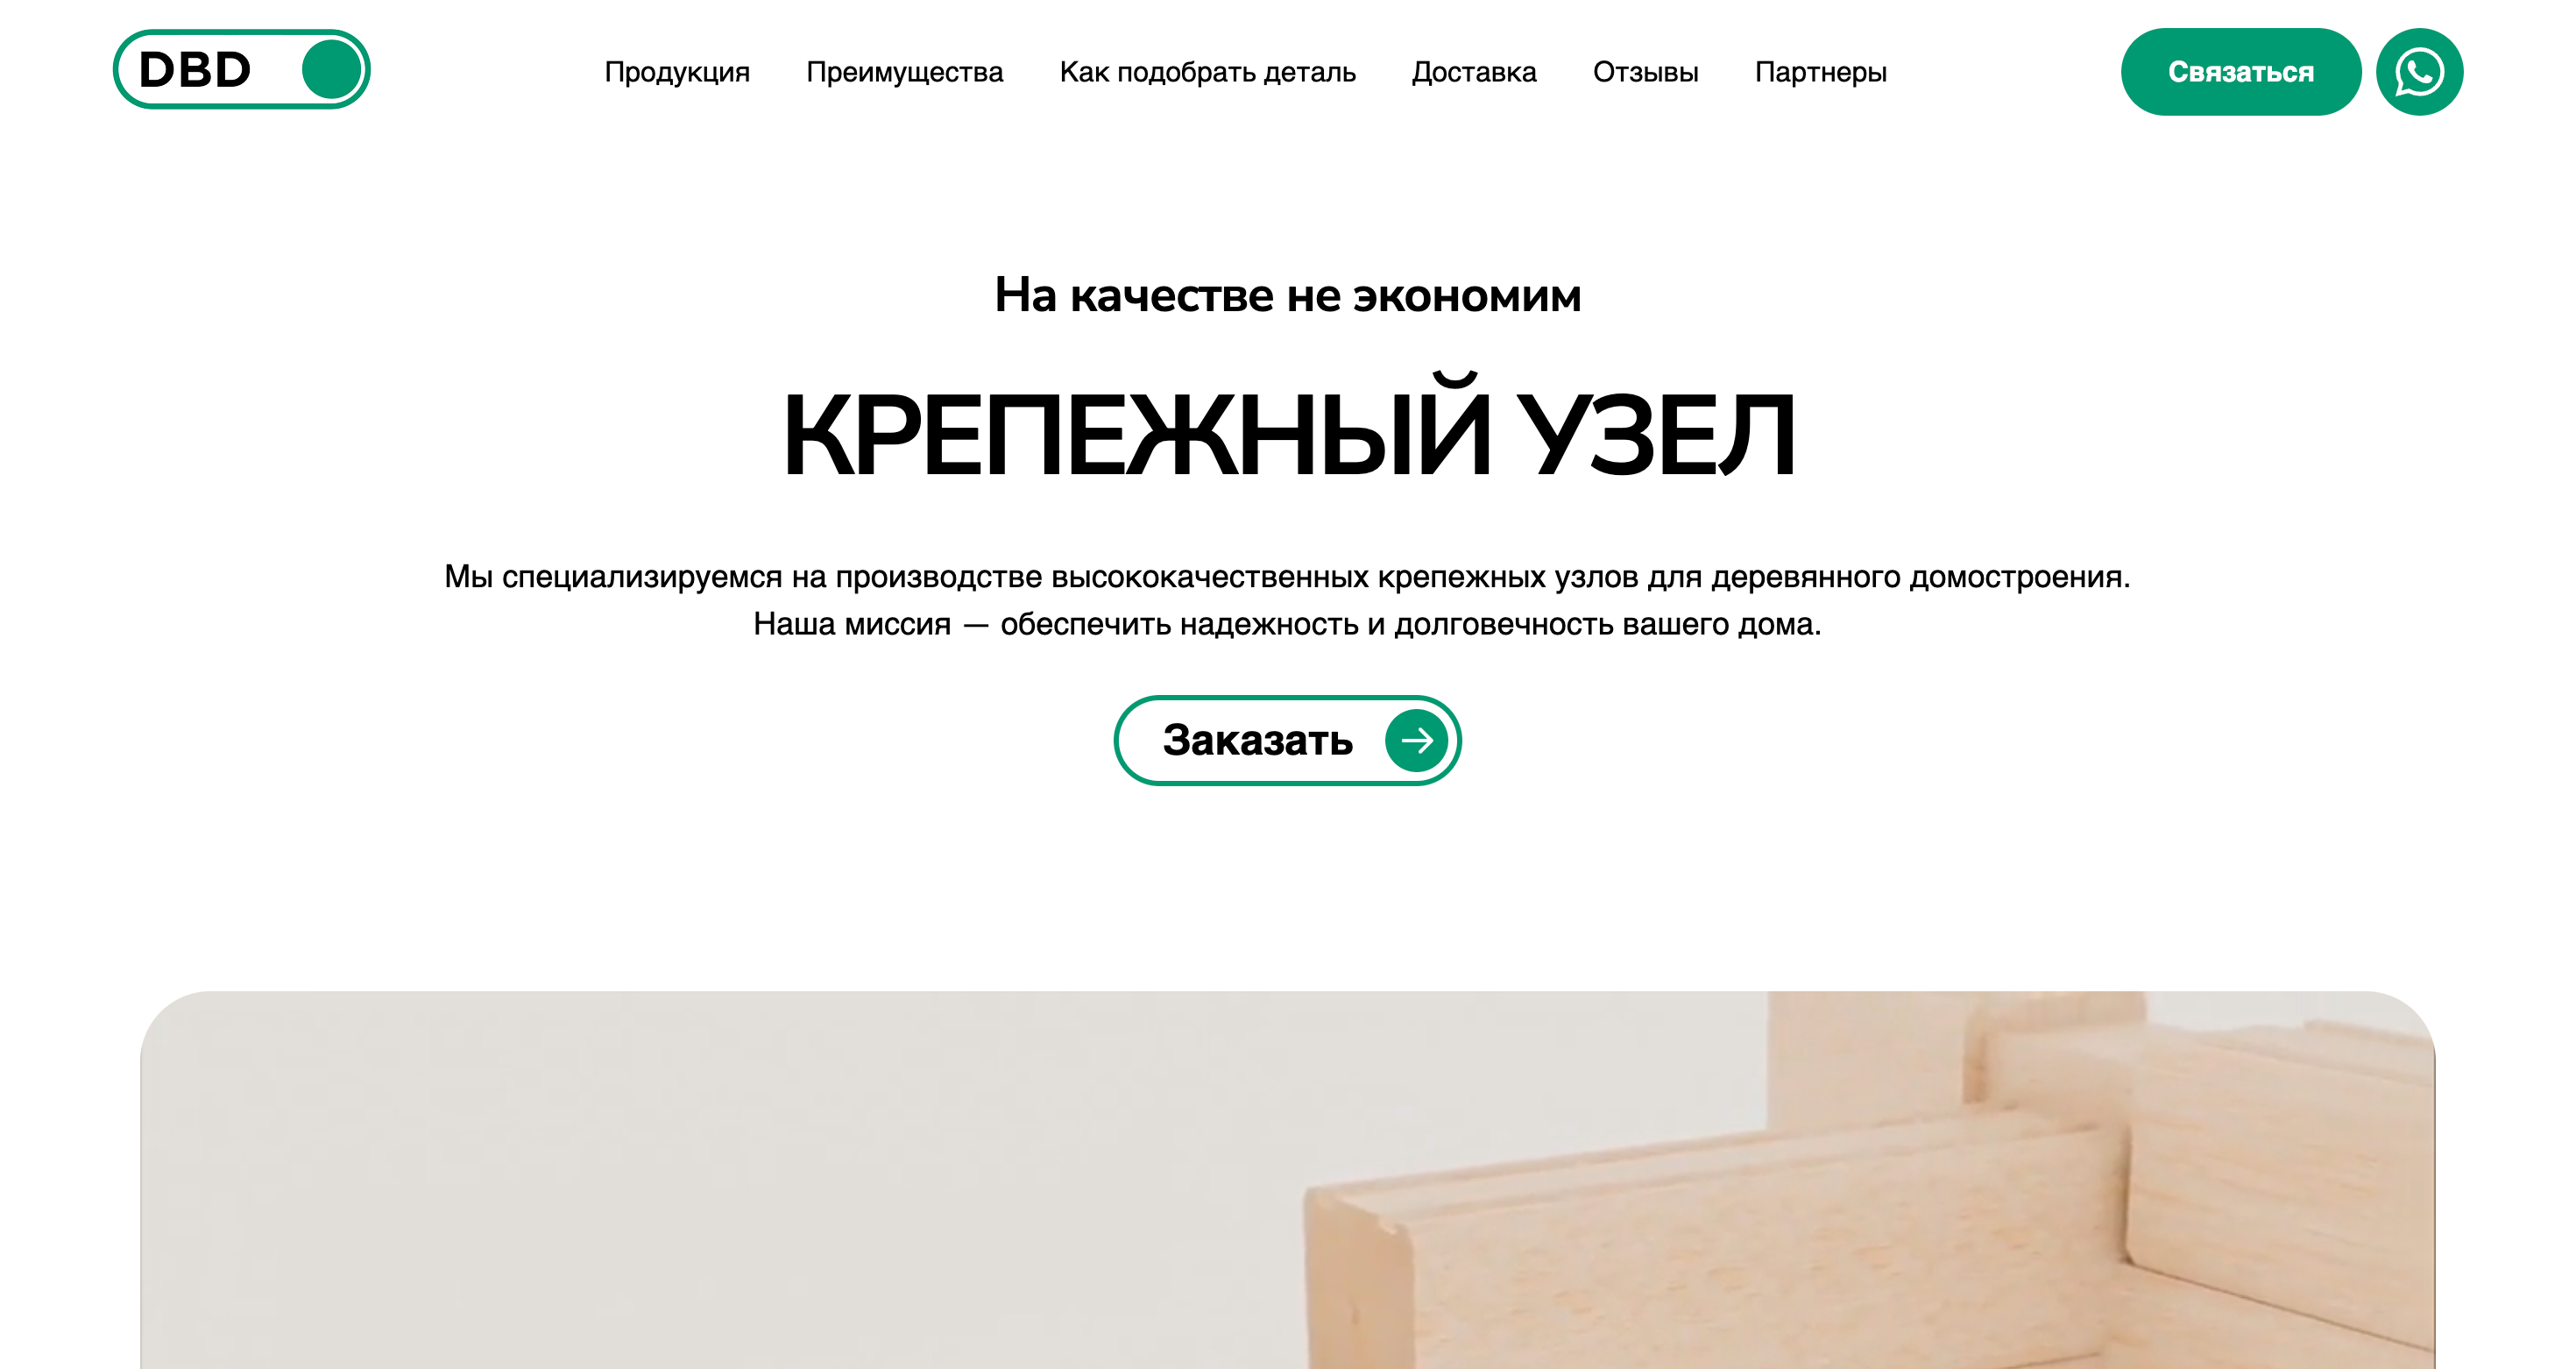 DBD
Продукция
Преимущества
Как подобрать деталь
Доставка
Отзывы
Партнеры
Связаться
На качестве не экономим
КРЕПЕЖНЫЙ УЗЕЛ
Мы специализируемся на производстве высококачественных крепежных узлов для деревянного домостроения.
Наша миссия — обеспечить надежность и долговечность вашего дома.
Заказать